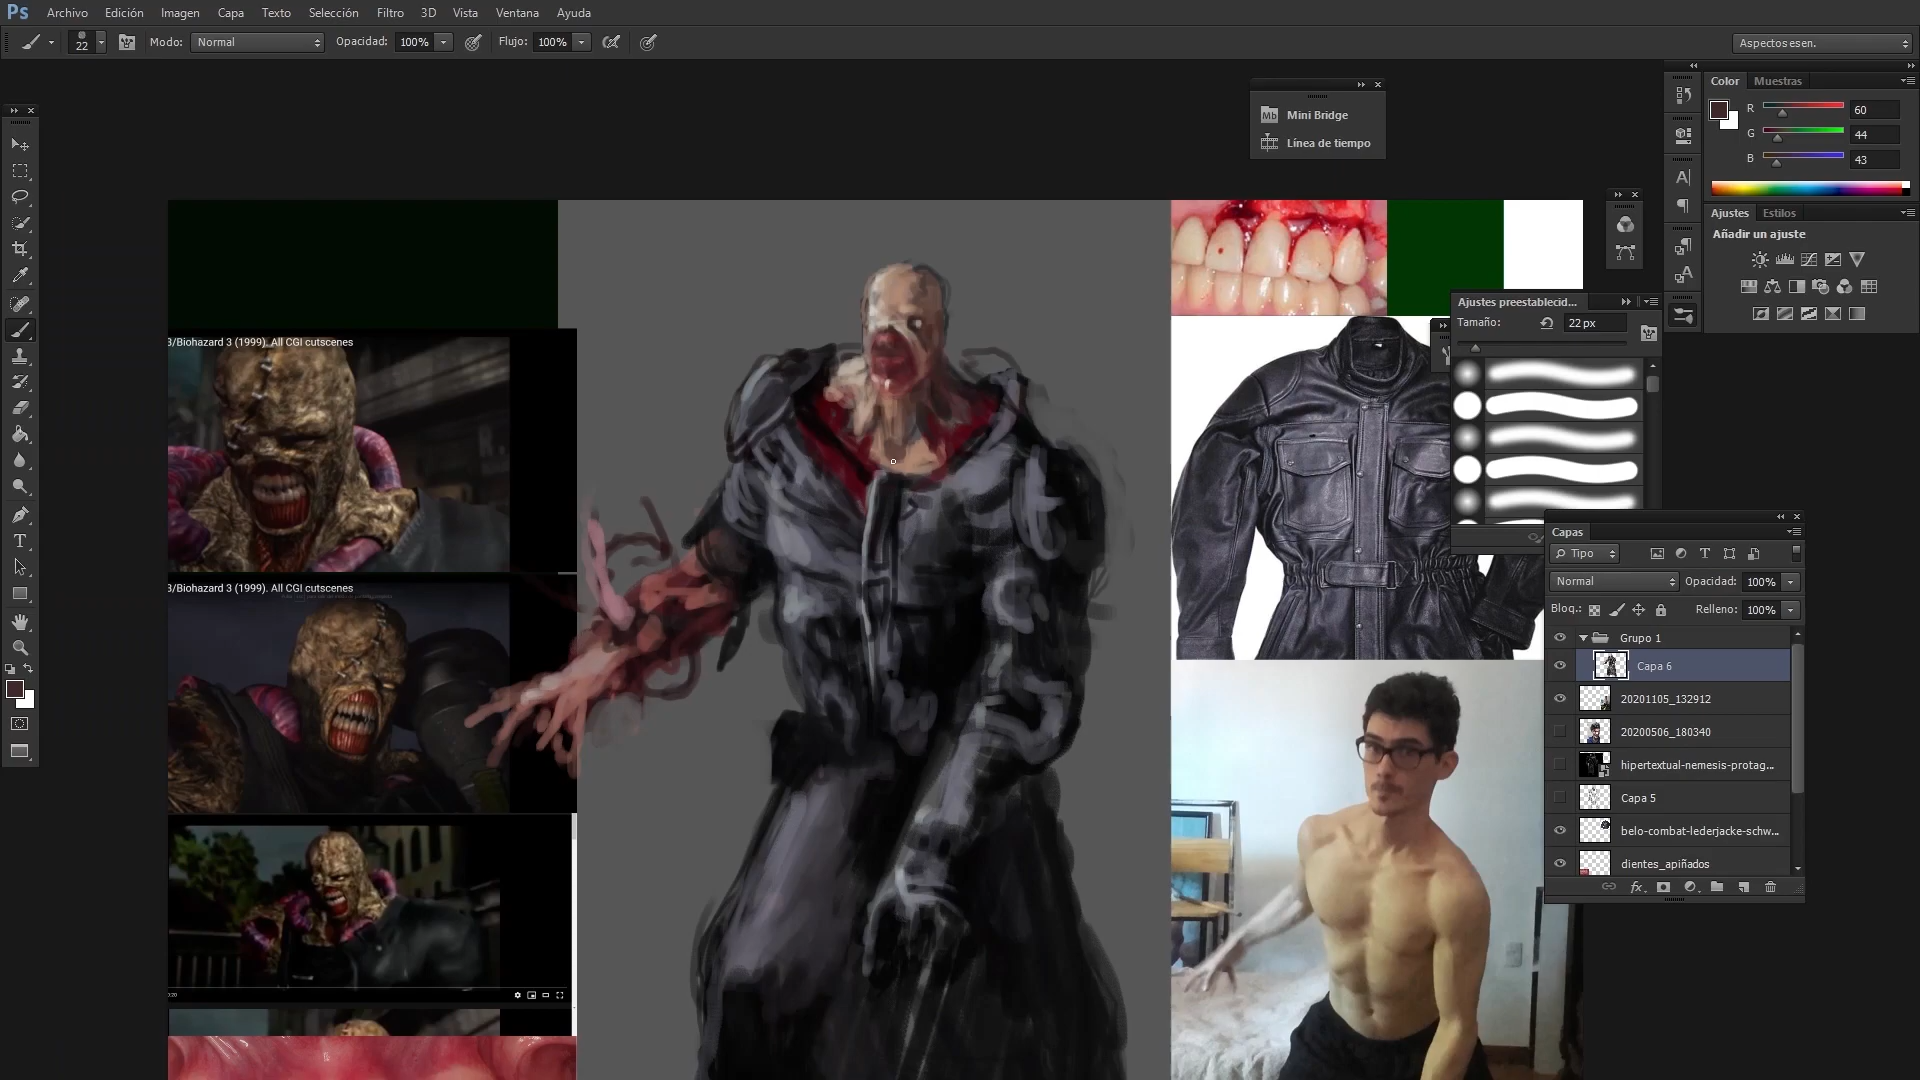 Ps Archivo Edición Imagen Capa Texto Selección Filtro 3D Vista Ventana Ayuda
22 Modo: Normal Opacidad: 100% Flujo: 100% Aspectos esen.
Color Muestras
R 60
G 44
B 43
Mb Mini Bridge
Línea de tiempo
Ajustes Estilos
Añadir un ajuste
Ajustes preestablecid...
Tamaño: 22 px
3/Biohazard 3 (1999). All CGI cutscenes
3/Biohazard 3 (1999). All CGI cutscenes
Capas
Tipo
Normal Opacidad: 100%
Bloq.: Relleno: 100%
Grupo 1
Capa 6
20201105_132912
20200506_180340
hipertextual-nemesis-protag...
Capa 5
belo-combat-lederjacke-schw...
dientes_apiñados
fx